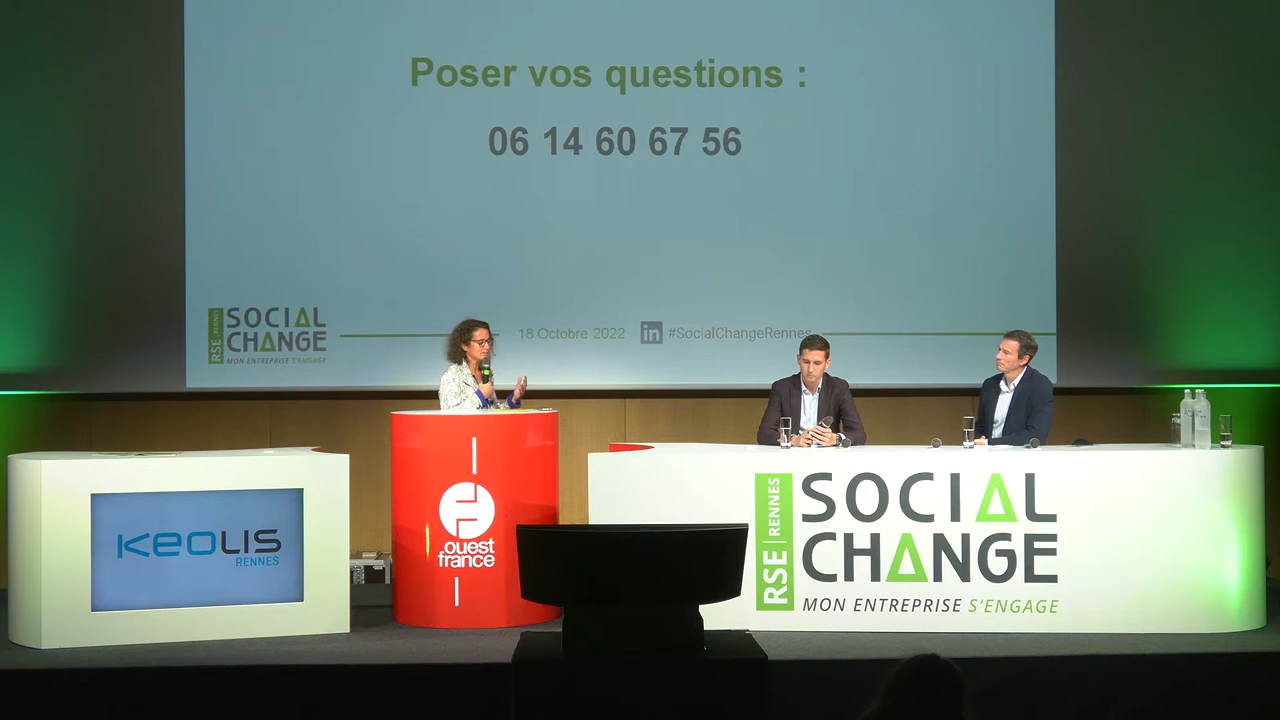 Poser vos questions :
06 14 60 67 56
RSE RENNES
SOCIAL
CHANGE
MON ENTREPRISE S'ENGAGE
18 Octobre 2022
in
#SocialChangeRennes
KEOLIS
RENNES
ouest
france
RSE | RENNES
SOCIAL
CHANGE
MON ENTREPRISE S'ENGAGE